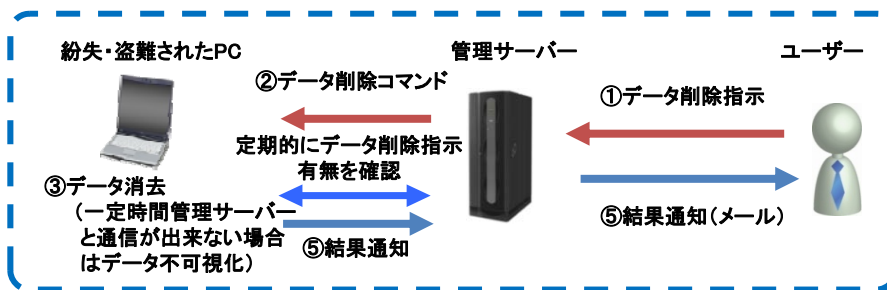 紛失・盗難されたPC
管理サーバー
ユーザー
②データ削除コマンド
①データ削除指示
定期的にデータ削除指示
有無を確認
③データ消去
（一定時間管理サーバー
と通信が出来ない場合
はデータ不可視化）
⑤結果通知
⑤結果通知（メール）